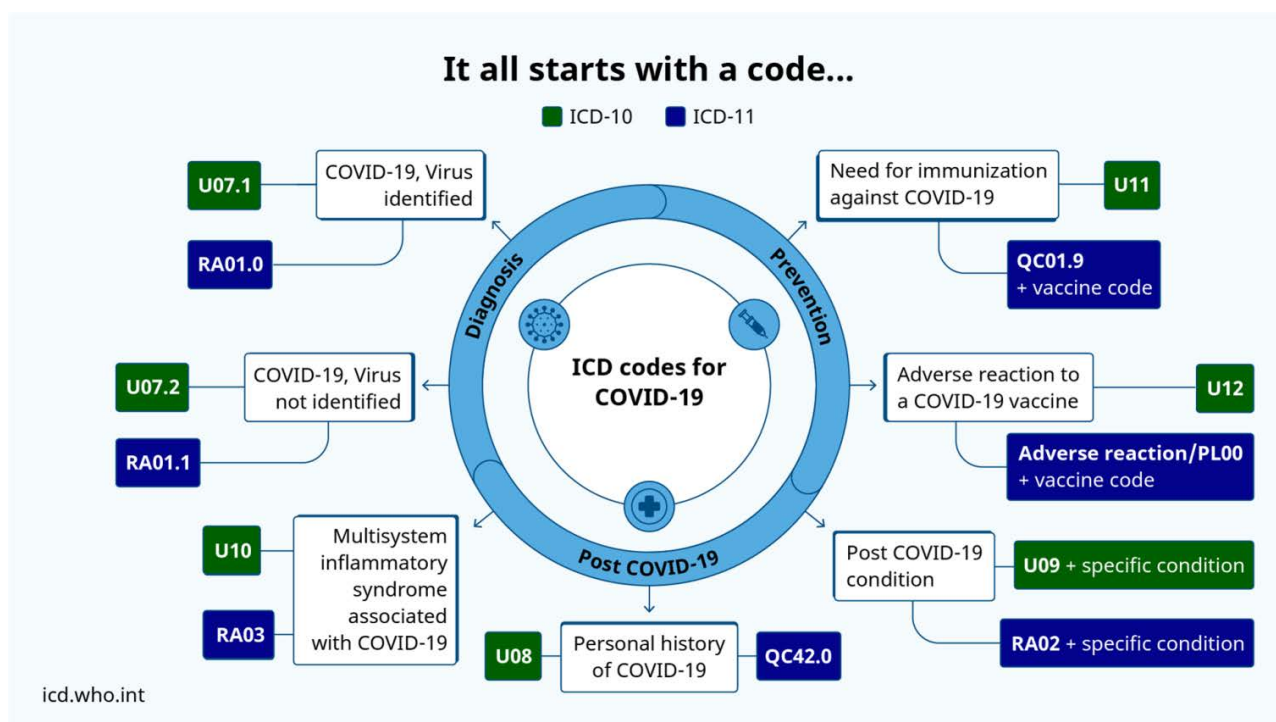 It all starts with a code...
ICD-10
ICD-11
U07.1
COVID-19, Virus
identified
RA01.0
Need for immunization
against COVID-19
U11
QC01.9
+ vaccine code
Diagnosis
Prevention
ICD codes for
COVID-19
U07.2
COVID-19, Virus
not identified
RA01.1
Adverse reaction to
a COVID-19 vaccine
U12
Adverse reaction/PL00
+ vaccine code
U10
Multisystem
inflammatory
syndrome
associated
with COVID-19
RA03
Post COVID-19
U08
Personal history
of COVID-19
QC42.0
Post COVID-19
condition
U09 + specific condition
RA02 + specific condition
icd.who.int